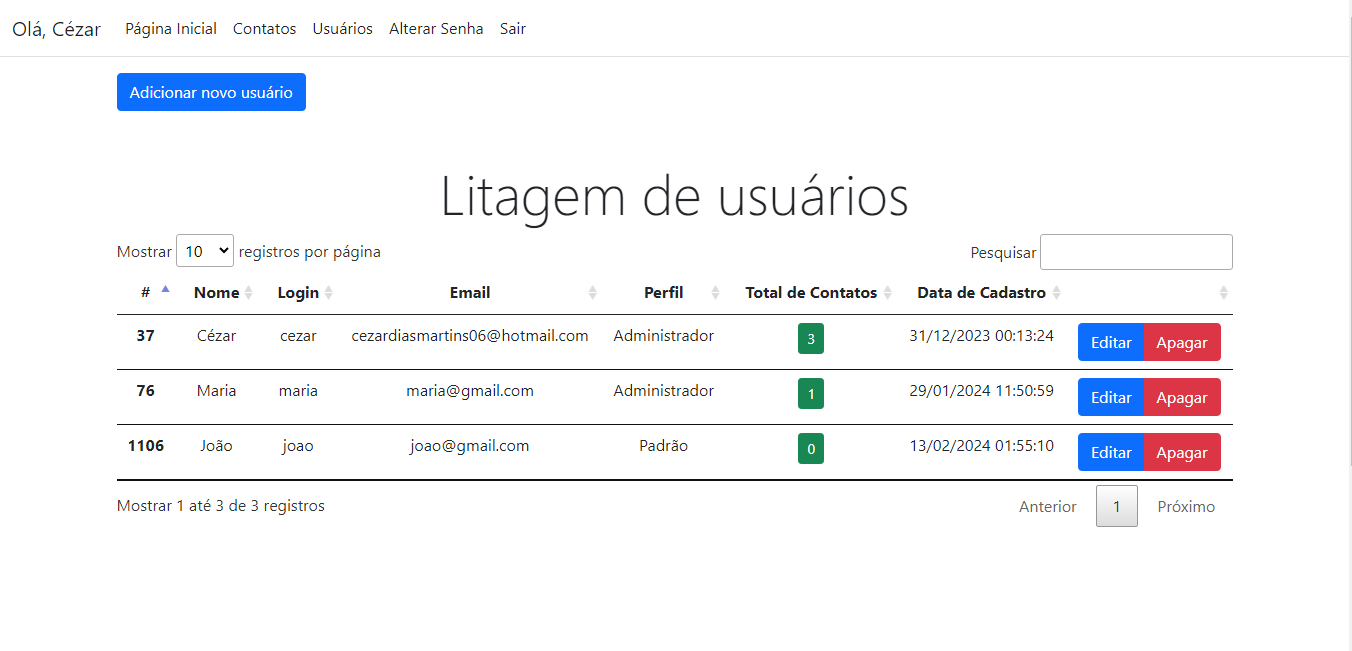 Olá, Cézar Página Inicial Contatos Usuários Alterar Senha Sair
Adicionar novo usuário
Litagem de usuários
Mostrar 10 registros por página Pesquisar
# Nome Login Email Perfil Total de Contatos Data de Cadastro
37 Cézar cezar cezardiasmartins06@hotmail.com Administrador 3 31/12/2023 00:13:24 Editar Apagar
76 Maria maria maria@gmail.com Administrador 1 29/01/2024 11:50:59 Editar Apagar
1106 João joao joao@gmail.com Padrão 0 13/02/2024 01:55:10 Editar Apagar
Mostrar 1 até 3 de 3 registros Anterior 1 Próximo